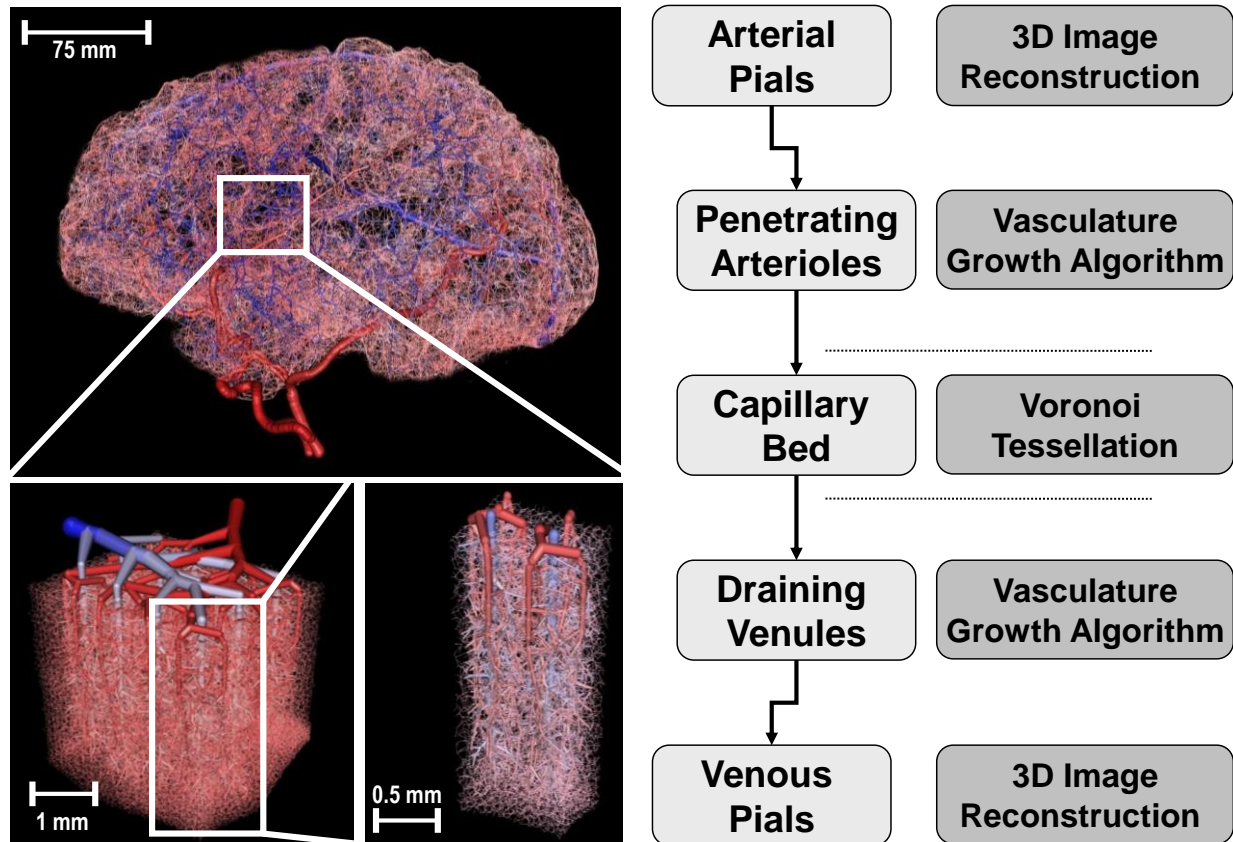 75 mm
1 mm
0.5 mm
Arterial
Pials
3D Image
Reconstruction
Penetrating
Arterioles
Vasculature
Growth Algorithm
Capillary
Bed
Voronoi
Tessellation
Draining
Venules
Vasculature
Growth Algorithm
Venous
Pials
3D Image
Reconstruction